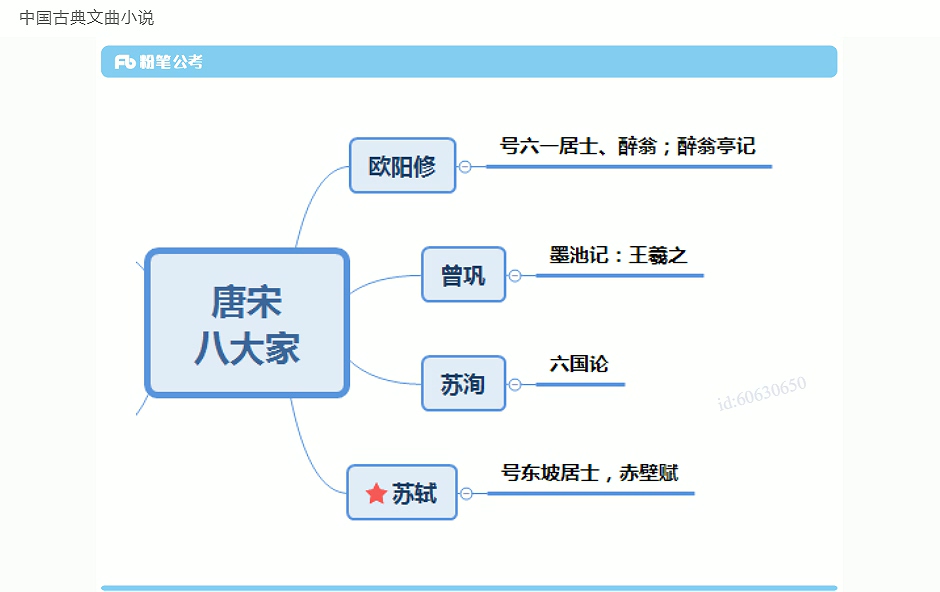 中国古典文曲小说
Fb 粉笔公考
欧阳修
号六一居士、醉翁；醉翁亭记
曾巩
墨池记：王羲之
唐宋
八大家
苏洵
六国论
id:60630650
苏轼
号东坡居士，赤壁赋